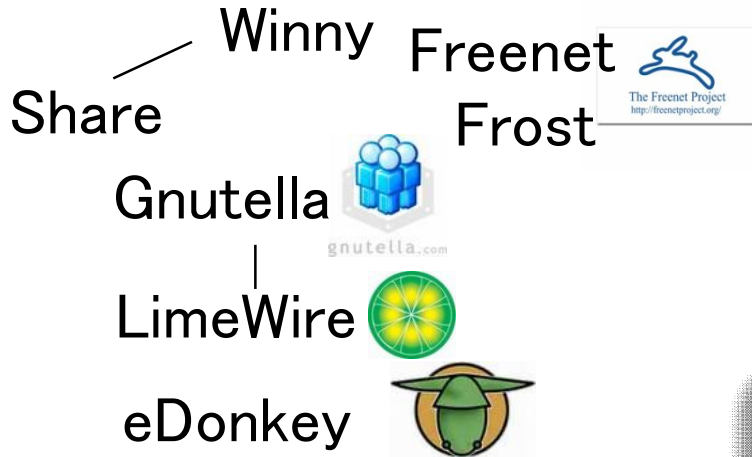 Winny
Freenet
The Freenet Project
http://freenetproject.org/
Share
Frost
Gnutella
gnutella.com
LimeWire
eDonkey